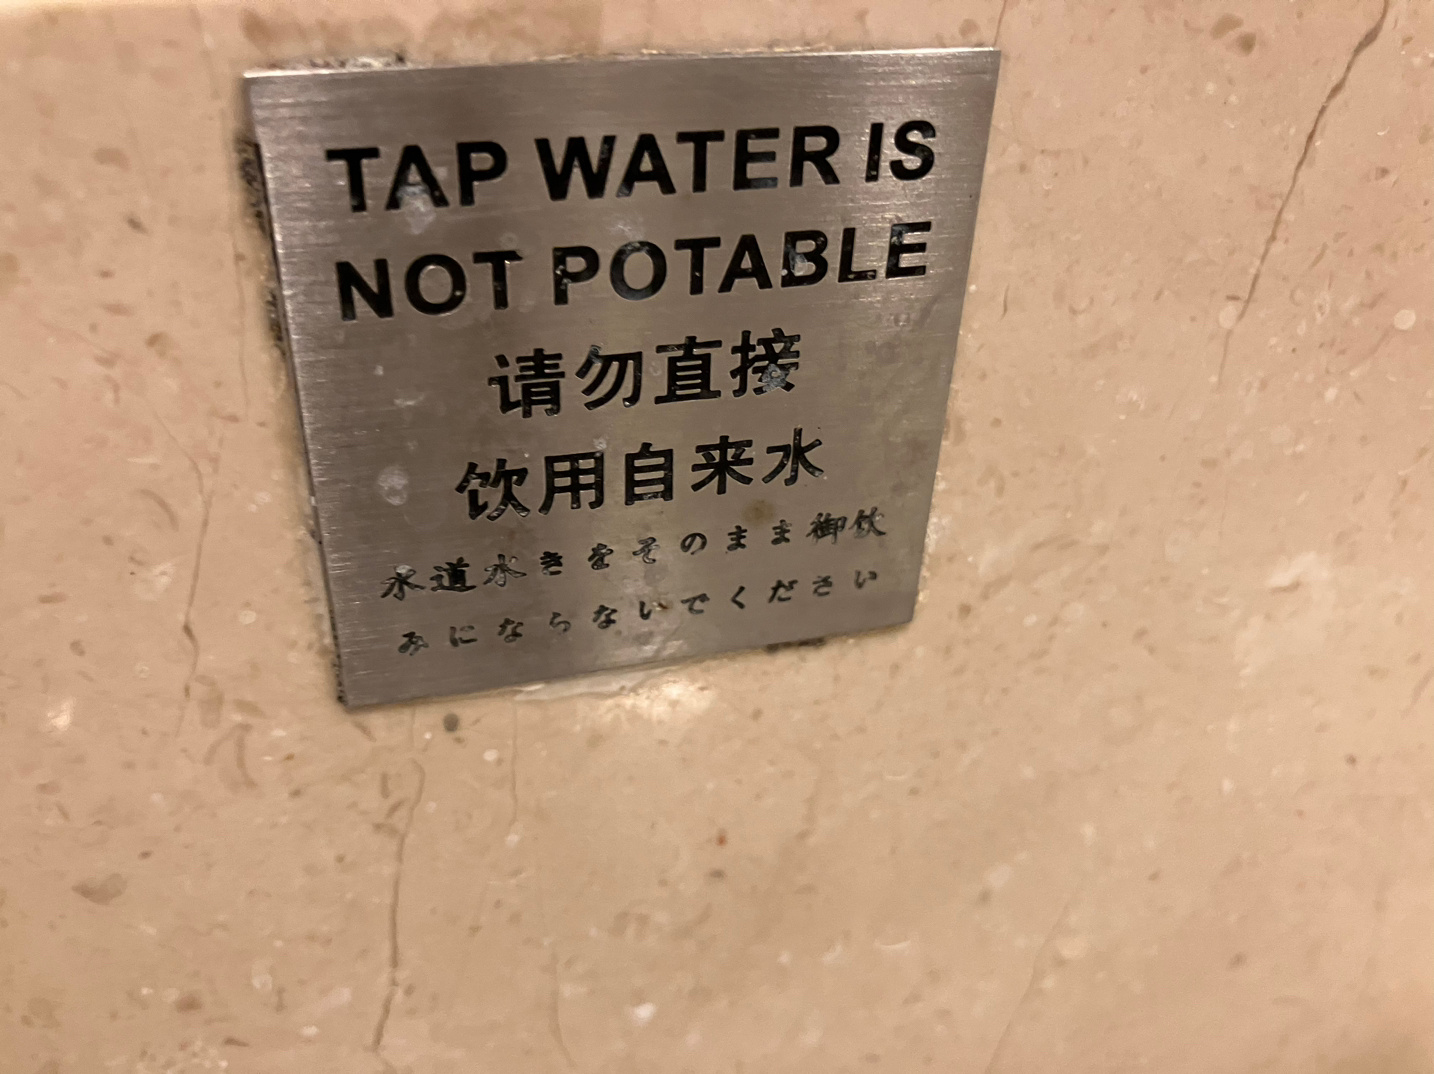 TAP WATER IS
NOT POTABLE
请勿直接
饮用自来水
水道水きをそのまま御飲
みにならないでください